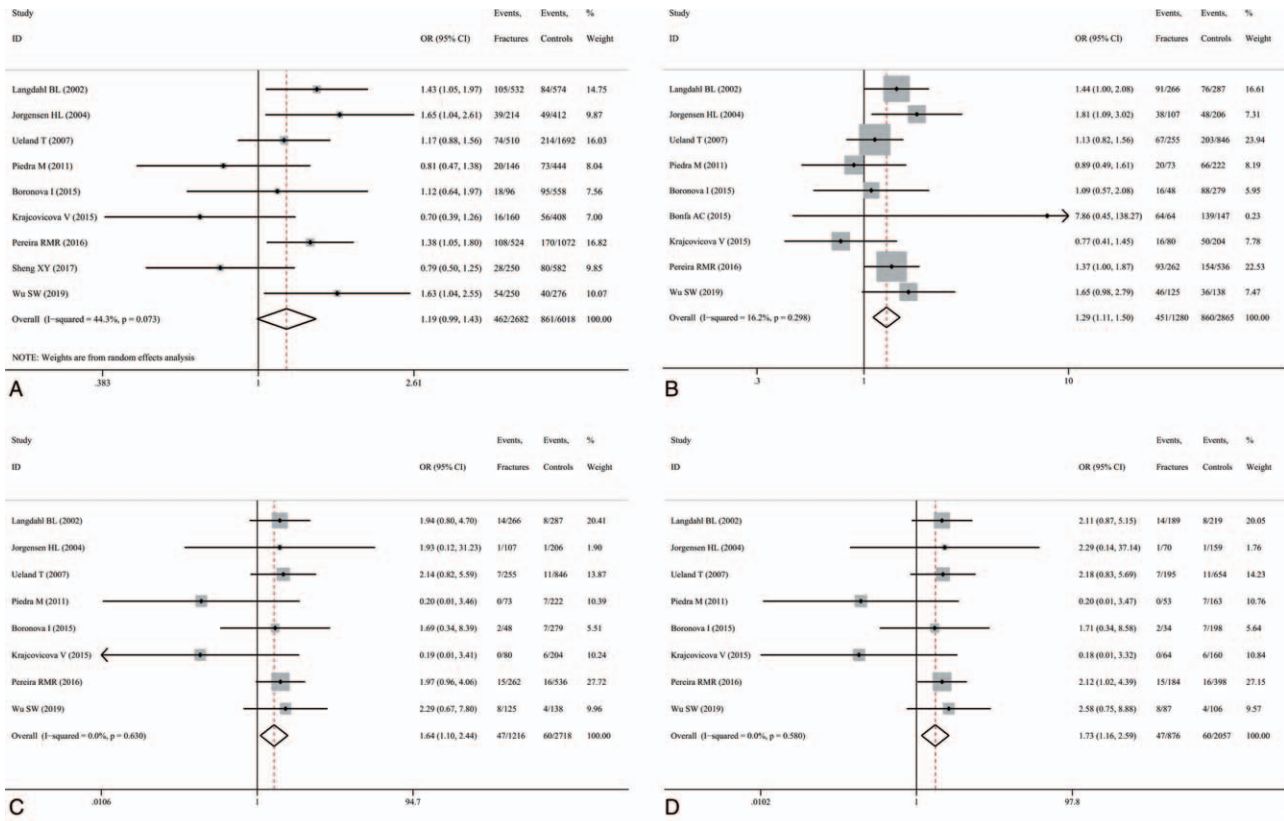 Study Events, Events, %
ID OR (95% CI) Fractures Controls Weight
Langdahl BL (2002) 1.43 (1.05, 1.97) 105/532 84/574 14.75
Jorgensen HL (2004) 1.65 (1.04, 2.61) 39/214 49/412 9.87
Ueland T (2007) 1.17 (0.88, 1.56) 74/510 214/1692 16.03
Piedra M (2011) 0.81 (0.47, 1.38) 20/146 73/444 8.04
Boronova I (2015) 1.12 (0.64, 1.97) 18/96 95/558 7.56
Krajcovicova V (2015) 0.70 (0.39, 1.26) 16/160 56/408 7.00
Pereira RMR (2016) 1.38 (1.05, 1.80) 108/524 170/1072 16.82
Sheng XY (2017) 0.79 (0.50, 1.25) 28/250 80/582 9.85
Wu SW (2019) 1.63 (1.04, 2.55) 54/250 40/276 10.07
Overall (I-squared = 44.3%, p = 0.073) 1.19 (0.99, 1.43) 462/2682 861/6018 100.00
NOTE: Weights are from random effects analysis
.383 1 2.61
A
Study Events, Events, %
ID OR (95% CI) Fractures Controls Weight
Langdahl BL (2002) 1.44 (1.00, 2.08) 91/266 76/287 16.61
Jorgensen HL (2004) 1.81 (1.09, 3.02) 38/107 48/206 7.31
Ueland T (2007) 1.13 (0.82, 1.56) 67/255 203/846 23.94
Piedra M (2011) 0.89 (0.49, 1.61) 20/73 66/222 8.19
Boronova I (2015) 1.09 (0.57, 2.08) 16/48 88/279 5.95
Bonfa AC (2015) 7.86 (0.45, 138.27) 64/64 139/147 0.23
Krajcovicova V (2015) 0.77 (0.41, 1.45) 16/80 50/204 7.78
Pereira RMR (2016) 1.37 (1.00, 1.87) 93/262 154/536 22.53
Wu SW (2019) 1.65 (0.98, 2.79) 46/125 36/138 7.47
Overall (I-squared = 16.2%, p = 0.298) 1.29 (1.11, 1.50) 451/1280 860/2865 100.00
.3 1 10
B
Study Events, Events, %
ID OR (95% CI) Fractures Controls Weight
Langdahl BL (2002) 1.94 (0.80, 4.70) 14/266 8/287 20.41
Jorgensen HL (2004) 1.93 (0.12, 31.23) 1/107 1/206 1.90
Ueland T (2007) 2.14 (0.82, 5.59) 7/255 11/846 13.87
Piedra M (2011) 0.20 (0.01, 3.46) 0/73 7/222 10.39
Boronova I (2015) 1.69 (0.34, 8.39) 2/48 7/279 5.51
Krajcovicova V (2015) 0.19 (0.01, 3.41) 0/80 6/204 10.24
Pereira RMR (2016) 1.97 (0.96, 4.06) 15/262 16/536 27.72
Wu SW (2019) 2.29 (0.67, 7.80) 8/125 4/138 9.96
Overall (I-squared = 0.0%, p = 0.630) 1.64 (1.10, 2.44) 47/1216 60/2718 100.00
.0106 1 94.7
C
Study Events, Events, %
ID OR (95% CI) Fractures Controls Weight
Langdahl BL (2002) 2.11 (0.87, 5.15) 14/189 8/219 20.05
Jorgensen HL (2004) 2.29 (0.14, 37.14) 1/70 1/159 1.76
Ueland T (2007) 2.18 (0.83, 5.69) 7/195 11/654 14.23
Piedra M (2011) 0.20 (0.01, 3.47) 0/53 7/163 10.76
Boronova I (2015) 1.71 (0.34, 8.58) 2/34 7/198 5.64
Krajcovicova V (2015) 0.18 (0.01, 3.32) 0/64 6/160 10.84
Pereira RMR (2016) 2.12 (1.02, 4.39) 15/184 16/398 27.15
Wu SW (2019) 2.58 (0.75, 8.88) 8/87 4/106 9.57
Overall (I-squared = 0.0%, p = 0.580) 1.73 (1.16, 2.59) 47/876 60/2057 100.00
.0102 1 97.8
D